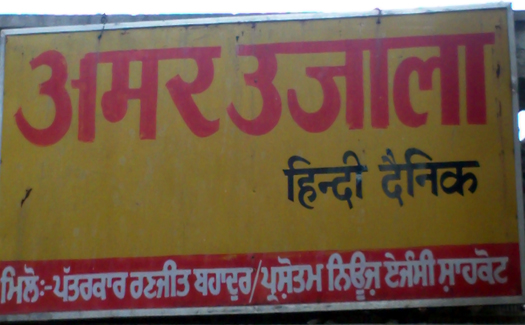 अमर उजाला
हिन्दी दैनिक
ਮਿਲੋ:-ਪੱਤਰਕਾਰ ਰਣਜੀਤ ਬਹਾਦੂਰ/ਪ੍ਰਸ਼ੋਤਮ ਨਿਊਜ਼ ਏਜੰਸੀ ਸ਼ਾਹਕੋਟ